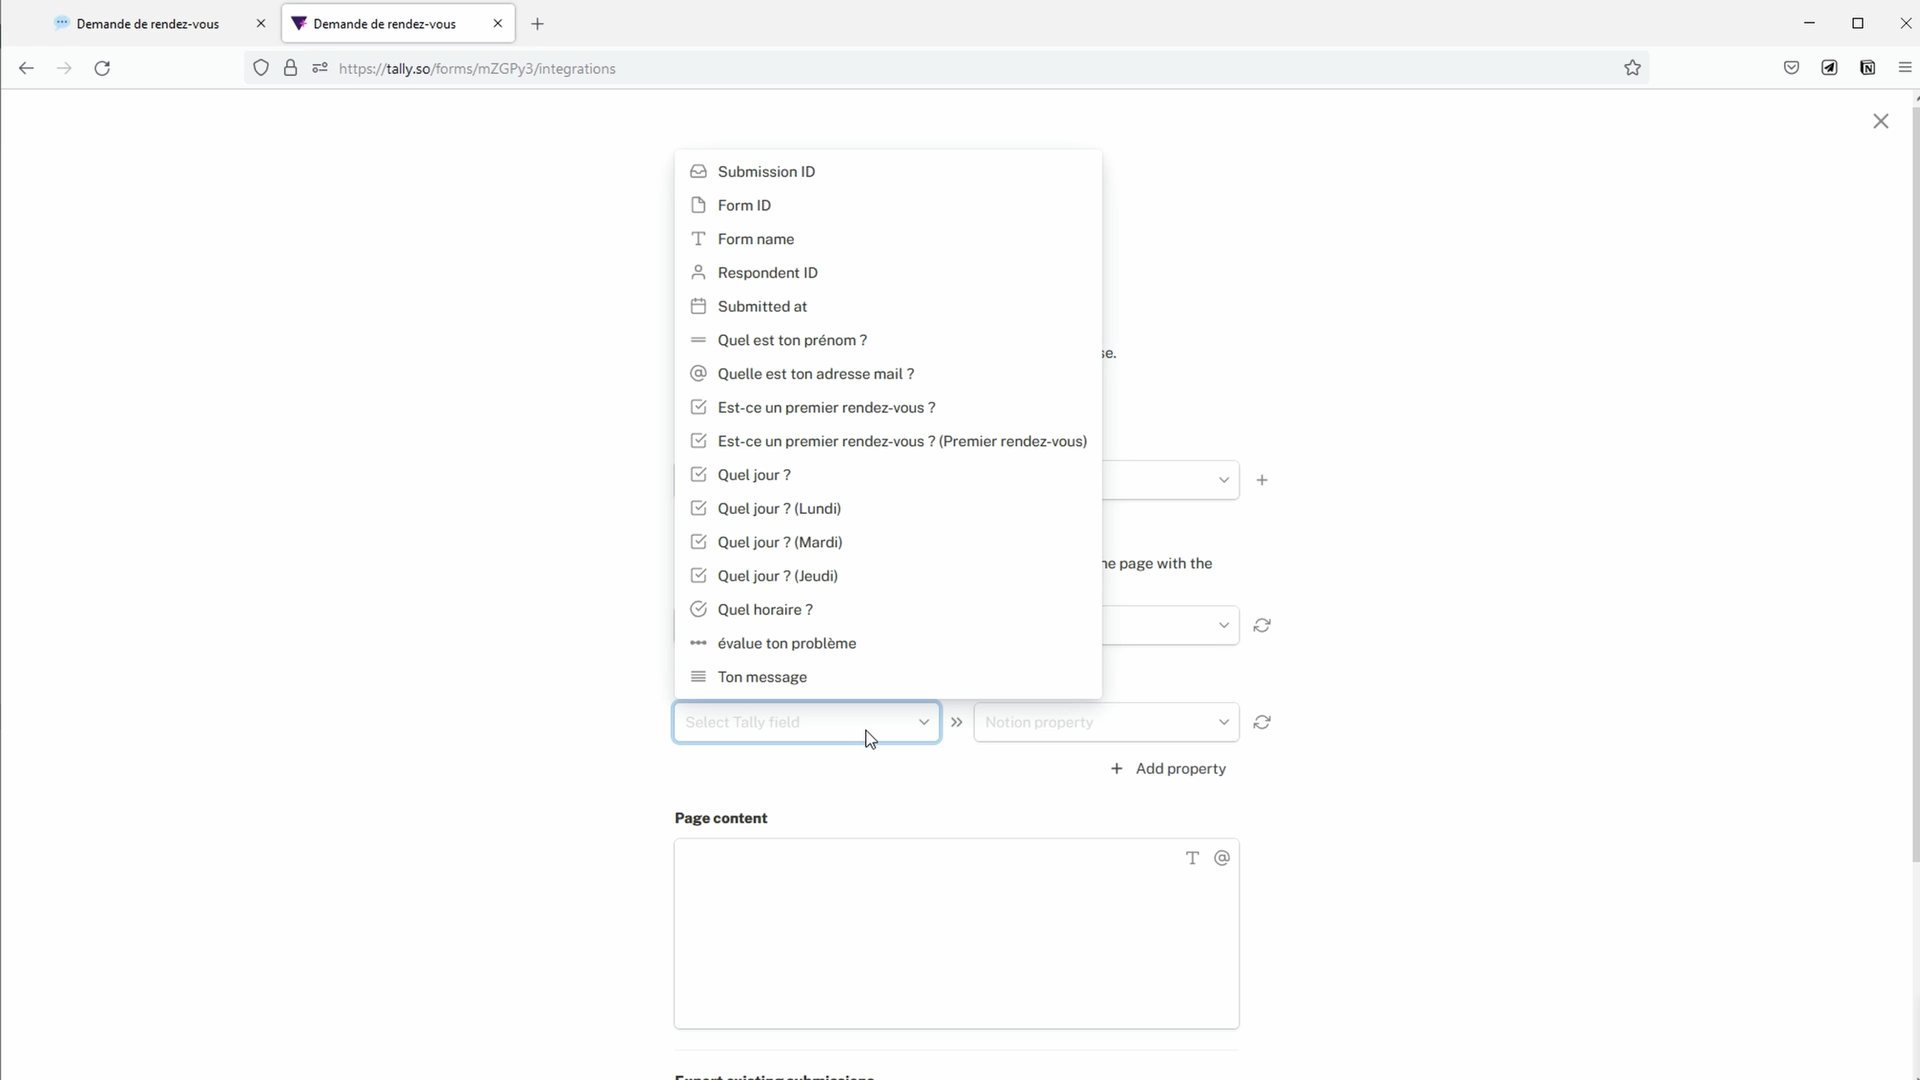 Demande de rendez-vous
Demande de rendez-vous
https://tally.so/forms/mZGPy3/integrations
Submission ID
Form ID
Form name
Respondent ID
Submitted at
Quel est ton prénom ?
se.
Quelle est ton adresse mail ?
Est-ce un premier rendez-vous ?
Est-ce un premier rendez-vous ? (Premier rendez-vous)
Quel jour ?
Quel jour ? (Lundi)
Quel jour ? (Mardi)
ne page with the
Quel jour ? (Jeudi)
Quel horaire ?
évalue ton problème
Ton message
Select Tally field
Notion property
Add property
Page content
Export existing submissions